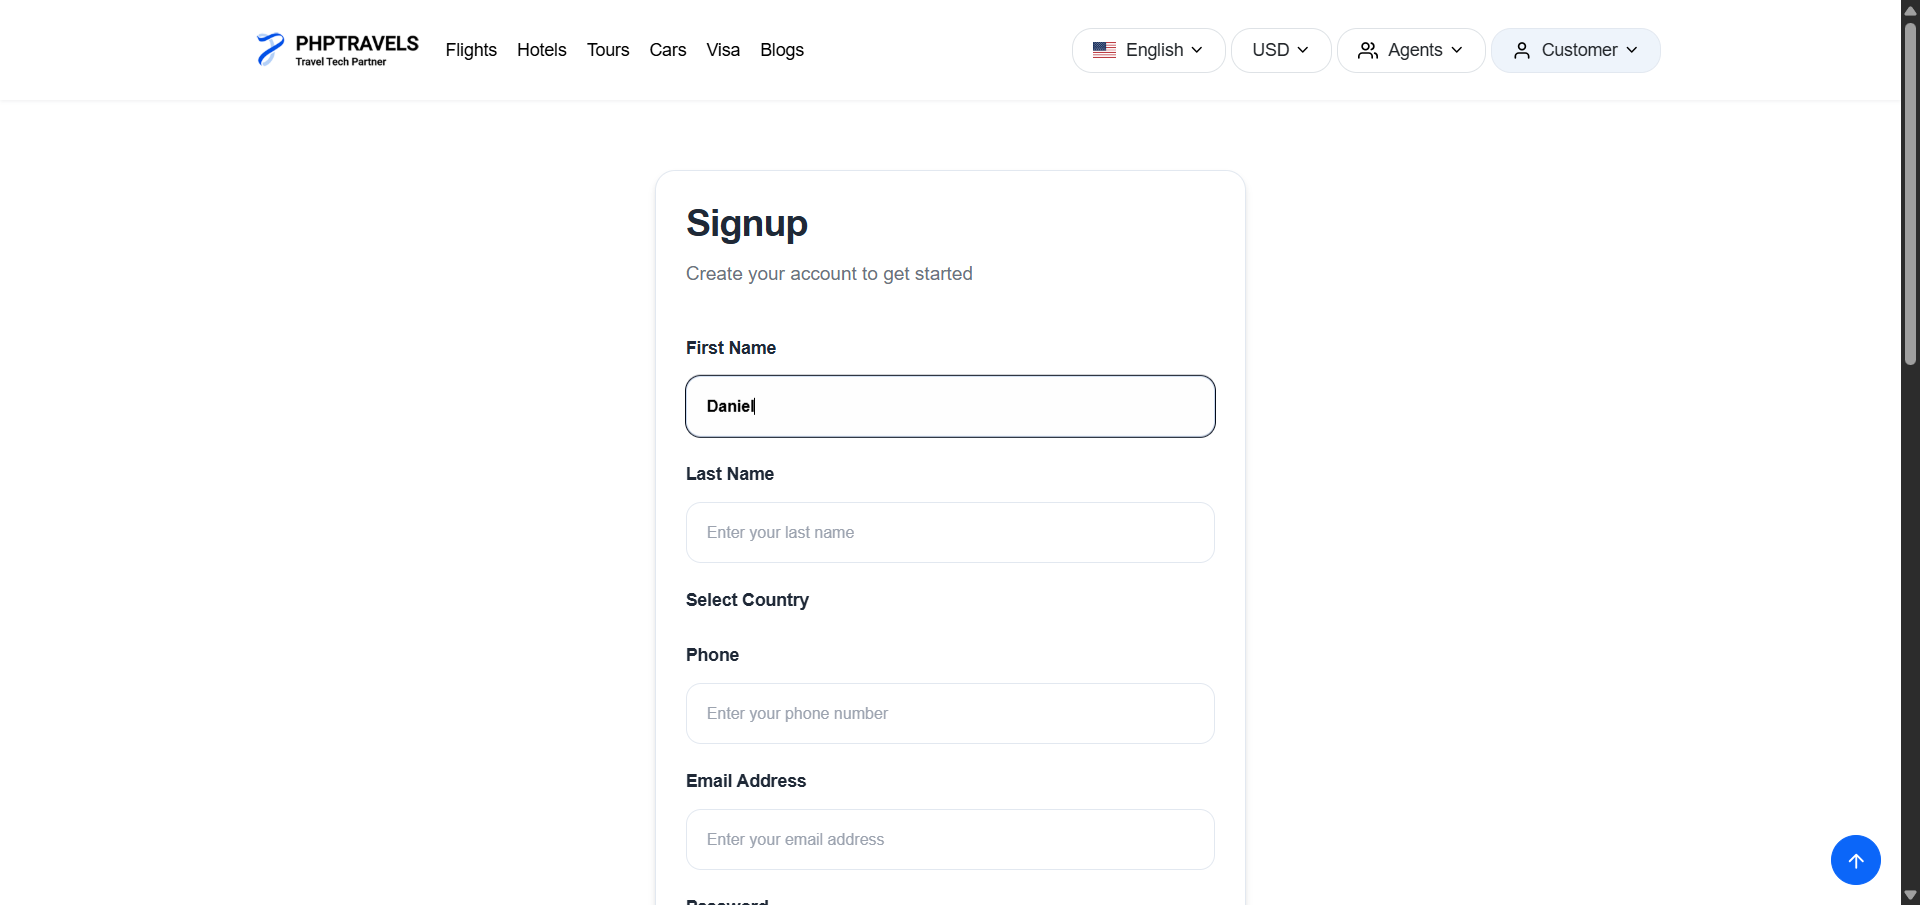 PHPTRAVELS
Travel Tech Partner
Flights Hotels Tours Cars Visa Blogs
English USD Agents Customer
Signup
Create your account to get started
First Name
Daniel
Last Name
Enter your last name
Select Country
Phone
Enter your phone number
Email Address
Enter your email address
Password